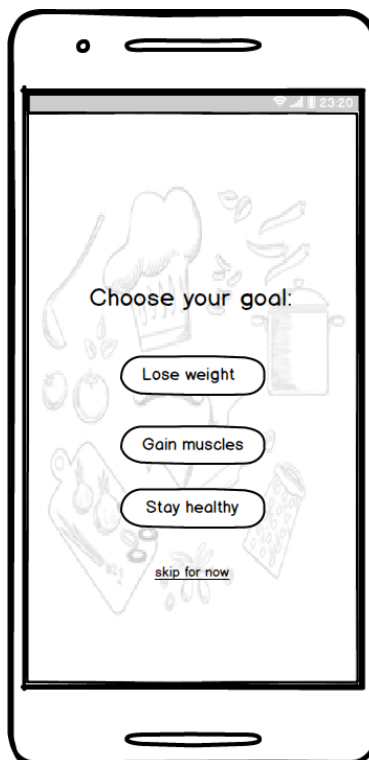 23:20
Choose your goal:
Lose weight
Gain muscles
Stay healthy
skip for now